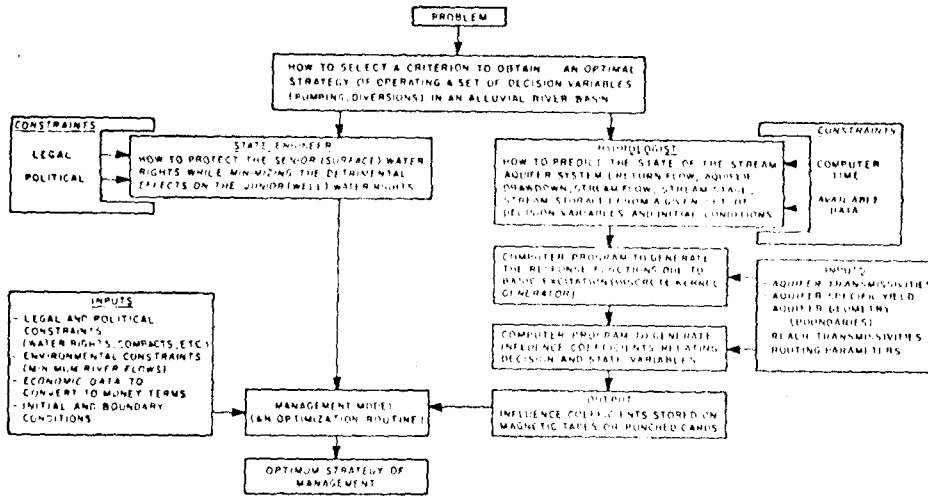 PROBLEM
HOW TO SELECT A CRITERION TO OBTAIN AN OPTIMAL
STRATEGY OF OPERATING A SET OF DECISION VARIABLES
(PUMPING, DIVERSIONS) IN AN ALLUVIAL RIVER BASIN
CONSTRAINTS
LEGAL
POLITICAL
STATE ENGINEER
HOW TO PROTECT THE SENIOR (SURFACE) WATER
RIGHTS WHILE MINIMIZING THE DETRIMENTAL
EFFECTS ON THE JUNIOR (WELL) WATER RIGHTS
HYDROLOGIST
HOW TO PREDICT THE STATE OF THE STREAM
AQUIFER SYSTEM (RETURN FLOW, AQUIFER
DRAWDOWN, STREAM FLOW, STREAM STAGE,
STREAM STORAGE) FROM A GIVEN SET OF
DECISION VARIABLES AND INITIAL CONDITIONS
CONSTRAINTS
COMPUTER
TIME
AVAILABLE
DATA
COMPUTER PROGRAM TO GENERATE
THE RESPONSE FUNCTIONS DUE TO
BASIC EXCITATION (DISCRETE KERNEL
GENERATOR)
INPUTS
- AQUIFER TRANSMISSIVITIES
- AQUIFER SPECIFIC YIELD
AQUIFER GEOMETRY
(BOUNDARIES)
REACH TRANSMISSIVITIES
ROUTING PARAMETERS
COMPUTER PROGRAM TO GENERATE
INFLUENCE COEFFICIENTS RELATING
DECISION AND STATE VARIABLES
INPUTS
- LEGAL AND POLITICAL
CONSTRAINTS
(WATER RIGHTS, COMPACTS, ETC.)
- ENVIRONMENTAL CONSTRAINTS
(MINIMUM RIVER FLOWS)
- ECONOMIC DATA TO
CONVERT TO MONEY TERMS
- INITIAL AND BOUNDARY
CONDITIONS
MANAGEMENT MODEL
(AN OPTIMIZATION ROUTINE)
OUTPUT
INFLUENCE COEFFICIENTS STORED ON
MAGNETIC TAPES OR PUNCHED CARDS
OPTIMUM STRATEGY OF
MANAGEMENT